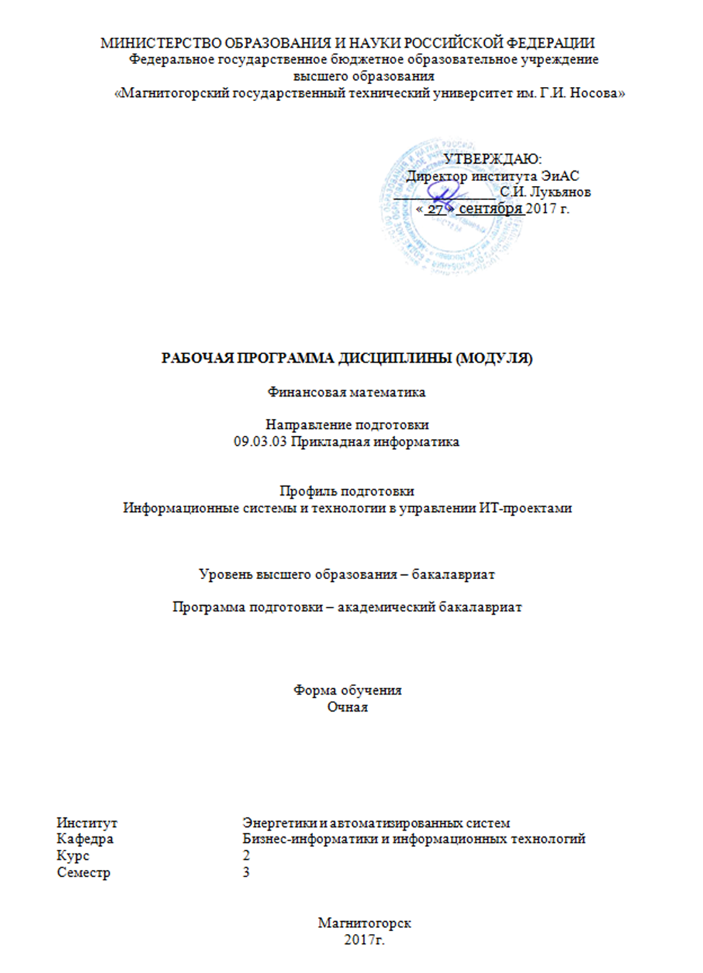 МИНИСТЕРСТВО ОБРАЗОВАНИЯ И НАУКИ РОССИЙСКОЙ ФЕДЕРАЦИИ
Федеральное государственное бюджетное образовательное учреждение
высшего образования
«Магнитогорский государственный технический университет им. Г.И. Носова»
УТВЕРЖДАЮ:
Директор института ЭиАС
_______________ С.И. Лукьянов
« 27 » сентября 2017 г.
РАБОЧАЯ ПРОГРАММА ДИСЦИПЛИНЫ (МОДУЛЯ)
Финансовая математика
Направление подготовки
09.03.03 Прикладная информатика
Профиль подготовки
Информационные системы и технологии в управлении ИТ-проектами
Уровень высшего образования – бакалавриат
Программа подготовки – академический бакалавриат
Форма обучения
Очная
Институт Энергетики и автоматизированных систем
Кафедра Бизнес-информатики и информационных технологий
Курс 2
Семестр 3
Магнитогорск
2017г.